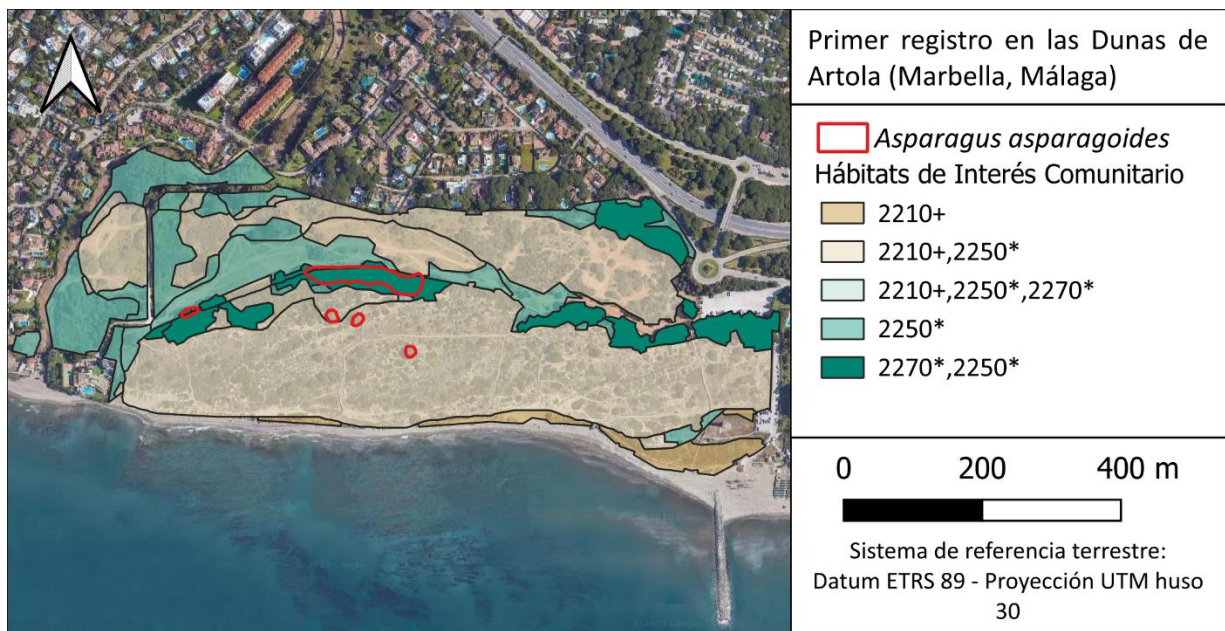 Primer registro en las Dunas de
Artola (Marbella, Málaga)
Asparagus asparagoides
Hábitats de Interés Comunitario
2210+
2210+,2250*
2210+,2250*,2270*
2250*
2270*,2250*
0 200 400 m
Sistema de referencia terrestre:
Datum ETRS 89 - Proyección UTM huso
30